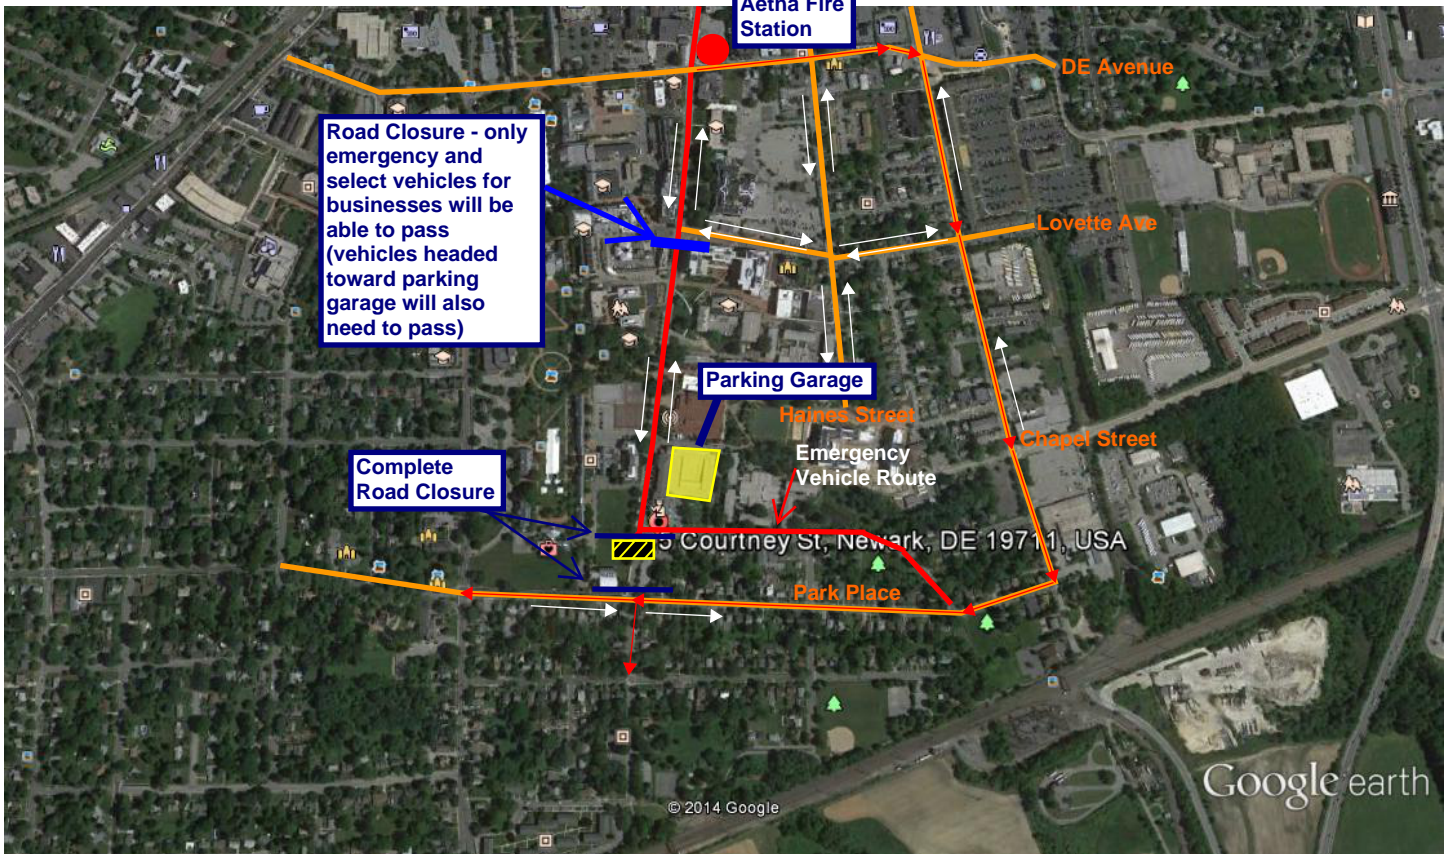 Aetna Fire
Station
DE Avenue
Road Closure - only
emergency and
select vehicles for
businesses will be
able to pass
(vehicles headed
toward parking
garage will also
need to pass)
Lovette Ave
Parking Garage
Haines Street
Chapel Street
Emergency
Vehicle Route
Complete
Road Closure
5 Courtney St, Newark, DE 19711, USA
Park Place
Google earth
© 2014 Google